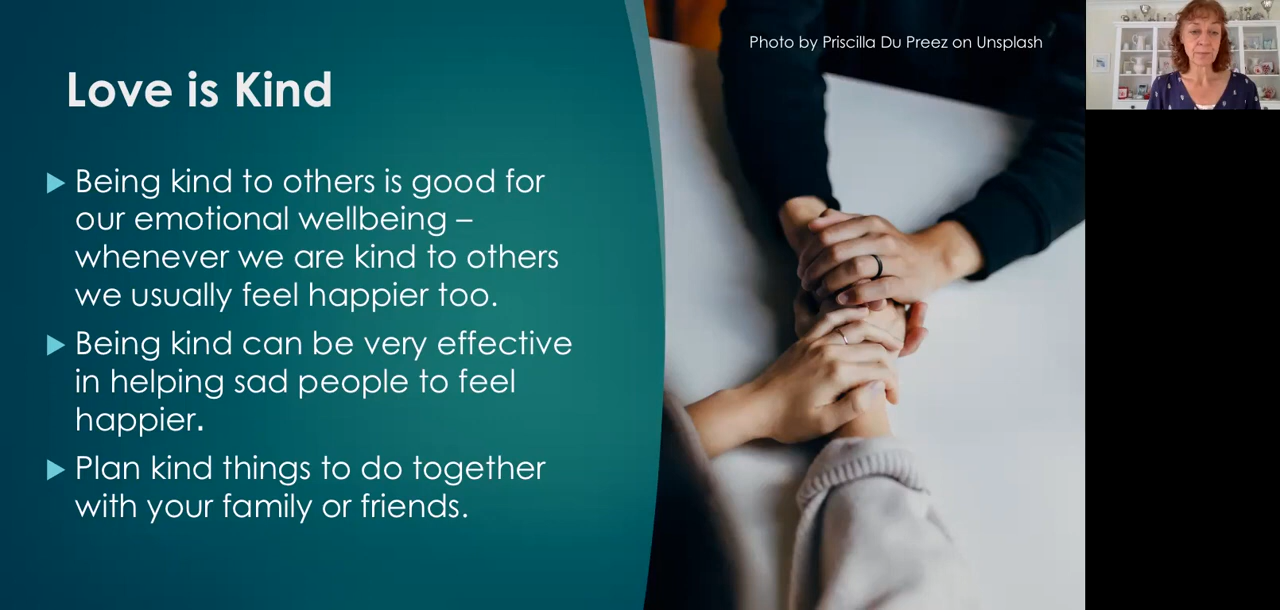 Photo by Priscilla Du Preez on Unsplash
Love is Kind
Being kind to others is good for
our emotional wellbeing –
whenever we are kind to others
we usually feel happier too.
Being kind can be very effective
in helping sad people to feel
happier.
Plan kind things to do together
with your family or friends.